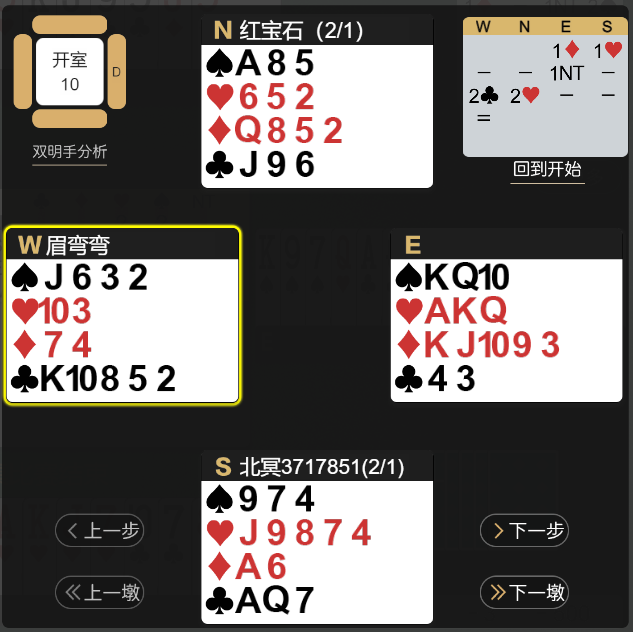 开室
10
D
双明手分析
N 红宝石 (2/1)
♠A 8 5
♥6 5 2
♦Q 8 5 2
♣J 9 6
W N E S
1♦ 1♥
– – 1NT –
2♣ 2♥ – –
=
回到开始
W 眉弯弯
♠J 6 3 2
♥10 3
♦7 4
♣K 10 8 5 2
E
♠K Q 10
♥A K Q
♦K J 10 9 3
♣4 3
S 北冥3717851(2/1)
♠9 7 4
♥J 9 8 7 4
♦A 6
♣A Q 7
上一步
下一步
上一墩
下一墩